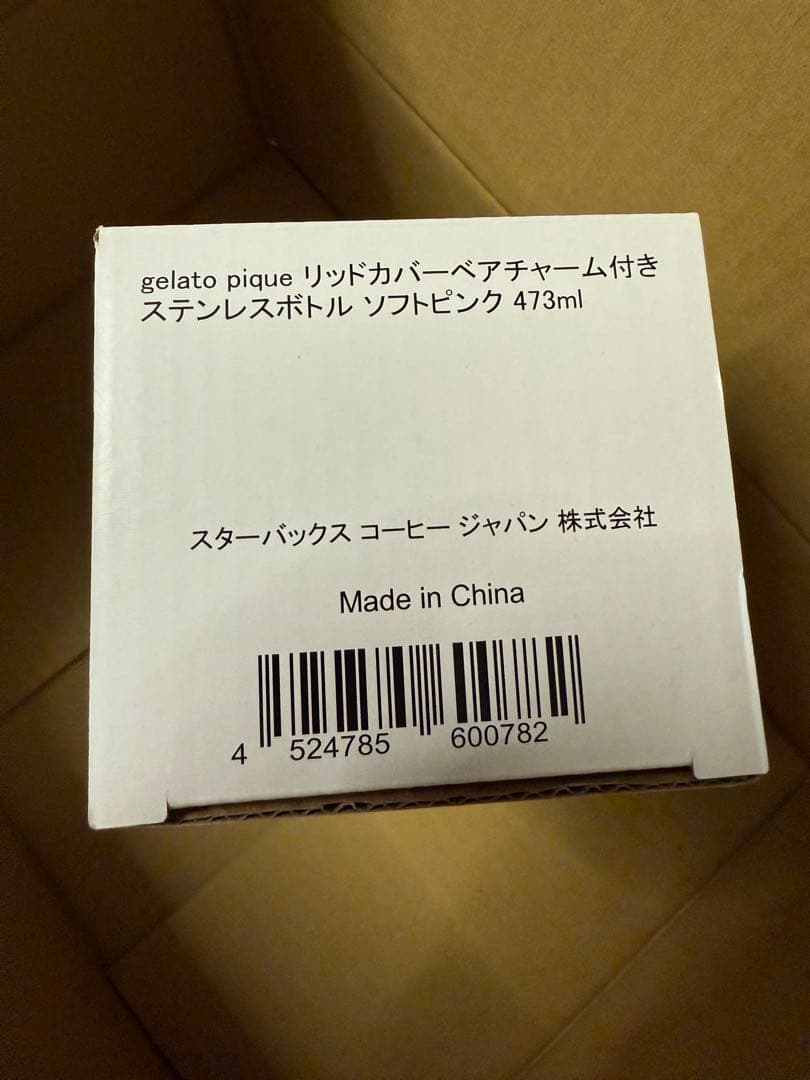 gelato pique リッドカバーベアチャーム付き
ステンレスボトル ソフトピンク 473ml
スターバックス コーヒー ジャパン 株式会社
Made in China
4 524785 600782